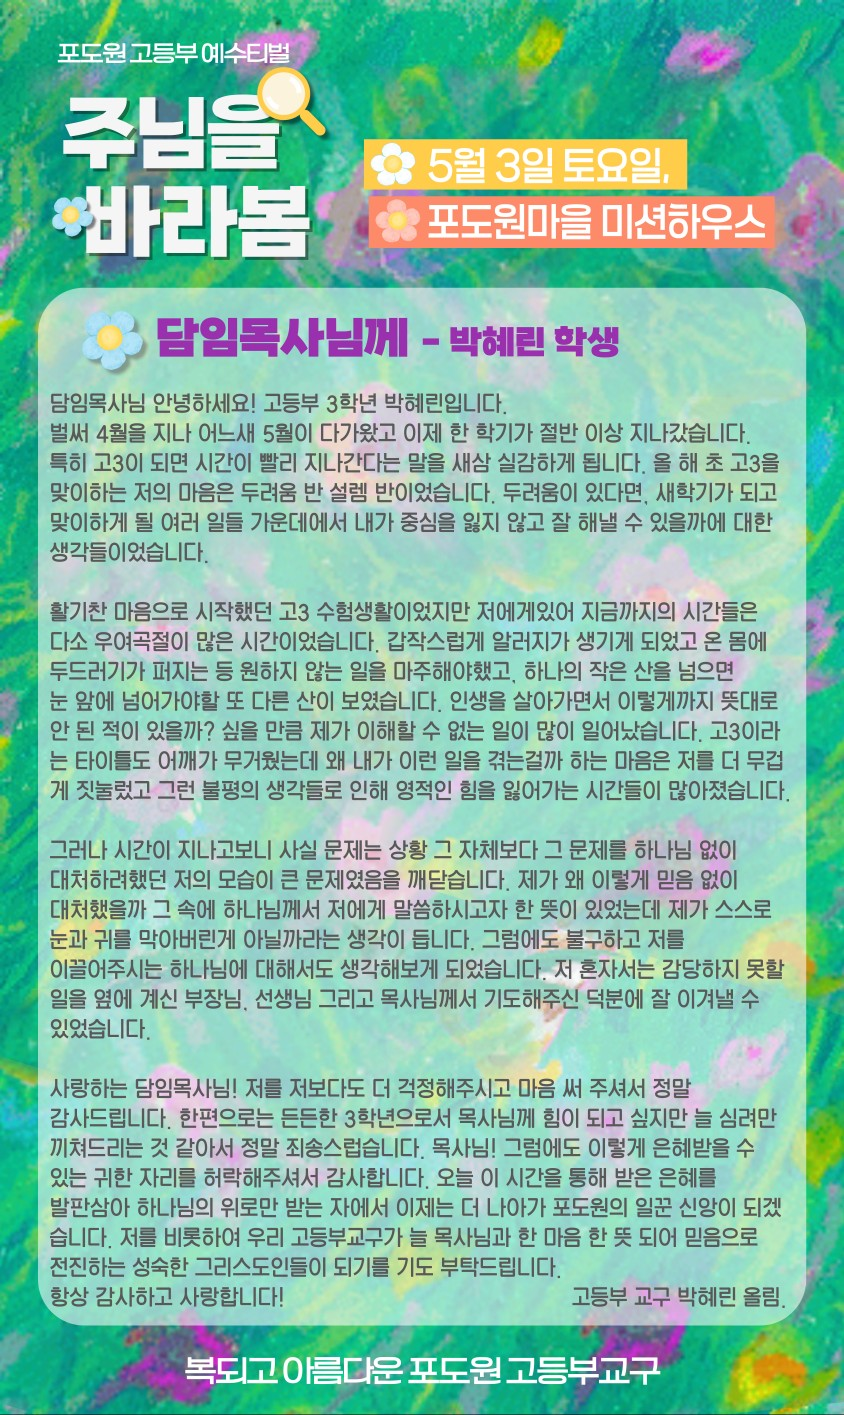 포도원 고등부 예수티벌
주님을
바라봄
5월 3일 토요일,
포도원마을 미션하우스
담임목사님께 - 박혜린 학생
담임목사님 안녕하세요! 고등부 3학년 박혜린입니다.
벌써 4월을 지나 어느새 5월이 다가왔고 이제 한 학기가 절반 이상 지나갔습니다.
특히 고3이 되면 시간이 빨리 지나간다는 말을 새삼 실감하게 됩니다. 올 해 초 고3을
맞이하는 저의 마음은 두려움 반 설렘 반이었습니다. 두려움이 있다면, 새학기가 되고
맞이하게 될 여러 일들 가운데에서 내가 중심을 잃지 않고 잘 해낼 수 있을까에 대한
생각들이었습니다.
활기찬 마음으로 시작했던 고3 수험생활이었지만 저에게있어 지금까지의 시간들은
다소 우여곡절이 많은 시간이었습니다. 갑작스럽게 알러지가 생기게 되었고 온 몸에
두드러기가 퍼지는 등 원하지 않는 일을 마주해야했고, 하나의 작은 산을 넘으면
눈 앞에 넘어가야할 또 다른 산이 보였습니다. 인생을 살아가면서 이렇게까지 뜻대로
안 된 적이 있을까? 싶을 만큼 제가 이해할 수 없는 일이 많이 일어났습니다. 고3이라
는 타이틀도 어깨가 무거웠는데 왜 내가 이런 일을 겪는걸까 하는 마음은 저를 더 무겁
게 짓눌렀고 그런 불평의 생각들로 인해 영적인 힘을 잃어가는 시간들이 많아졌습니다.
그러나 시간이 지나고보니 사실 문제는 상황 그 자체보다 그 문제를 하나님 없이
대처하려했던 저의 모습이 큰 문제였음을 깨닫습니다. 제가 왜 이렇게 믿음 없이
대처했을까 그 속에 하나님께서 저에게 말씀하시고자 한 뜻이 있었는데 제가 스스로
눈과 귀를 막아버린게 아닐까라는 생각이 듭니다. 그럼에도 불구하고 저를
이끌어주시는 하나님에 대해서도 생각해보게 되었습니다. 저 혼자서는 감당하지 못할
일을 옆에 계신 부장님, 선생님 그리고 목사님께서 기도해주신 덕분에 잘 이겨낼 수
있었습니다.
사랑하는 담임목사님! 저를 저보다도 더 걱정해주시고 마음 써 주셔서 정말
감사드립니다. 한편으로는 든든한 3학년으로서 목사님께 힘이 되고 싶지만 늘 심려만
끼쳐드리는 것 같아서 정말 죄송스럽습니다. 목사님! 그럼에도 이렇게 은혜받을 수
있는 귀한 자리를 허락해주셔서 감사합니다. 오늘 이 시간을 통해 받은 은혜를
발판삼아 하나님의 위로만 받는 자에서 이제는 더 나아가 포도원의 일꾼 신앙이 되겠
습니다. 저를 비롯하여 우리 고등부교구가 늘 목사님과 한 마음 한 뜻 되어 믿음으로
전진하는 성숙한 그리스도인들이 되기를 기도 부탁드립니다.
항상 감사하고 사랑합니다! 고등부 교구 박혜린 올림.
복되고 아름다운 포도원 고등부교구